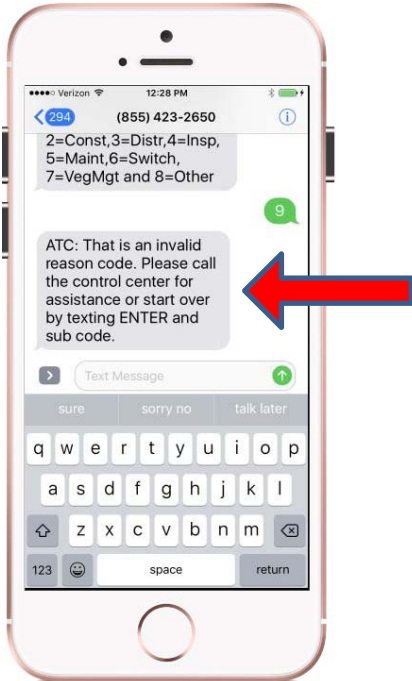 Verizon 12:28 PM
294 (855) 423-2650
2=Const,3=Distr,4=Insp,
5=Maint,6=Switch,
7=VegMgt and 8=Other
9
ATC: That is an invalid
reason code. Please call
the control center for
assistance or start over
by texting ENTER and
sub code.
Text Message
sure sorry no talk later
q w e r t y u i o p
a s d f g h j k l
z x c v b n m
123 space return